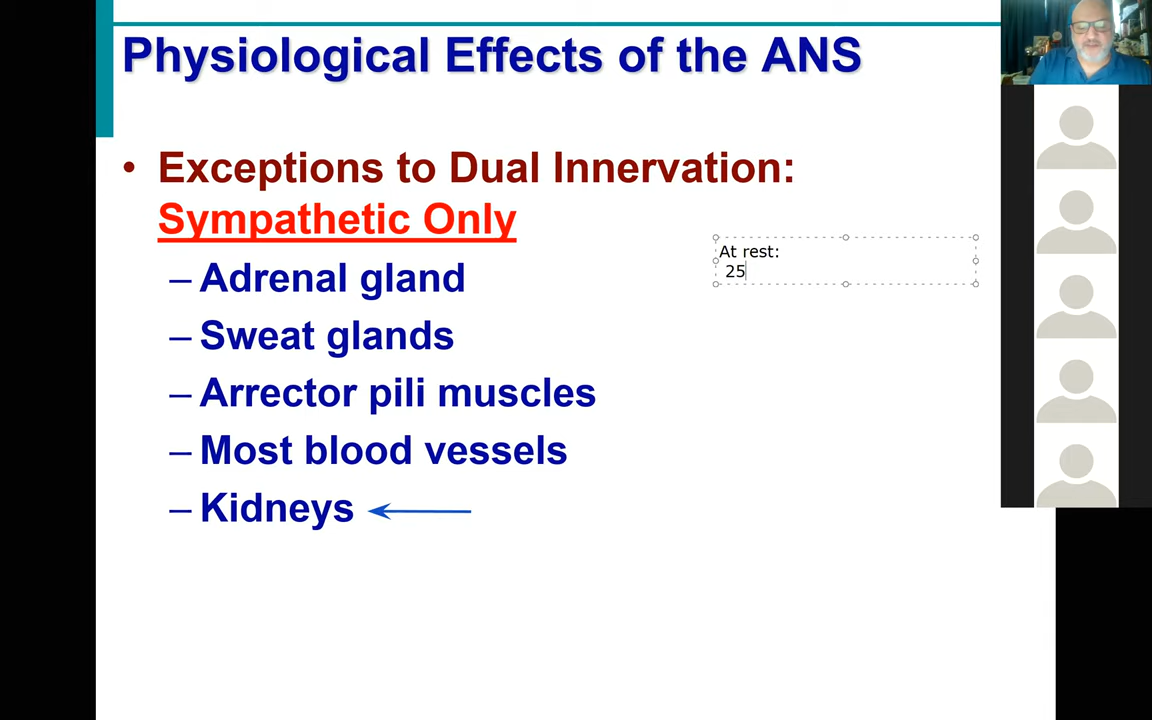 Physiological Effects of the ANS
• Exceptions to Dual Innervation:
Sympathetic Only
– Adrenal gland
– Sweat glands
– Arrector pili muscles
– Most blood vessels
– Kidneys
At rest:
25